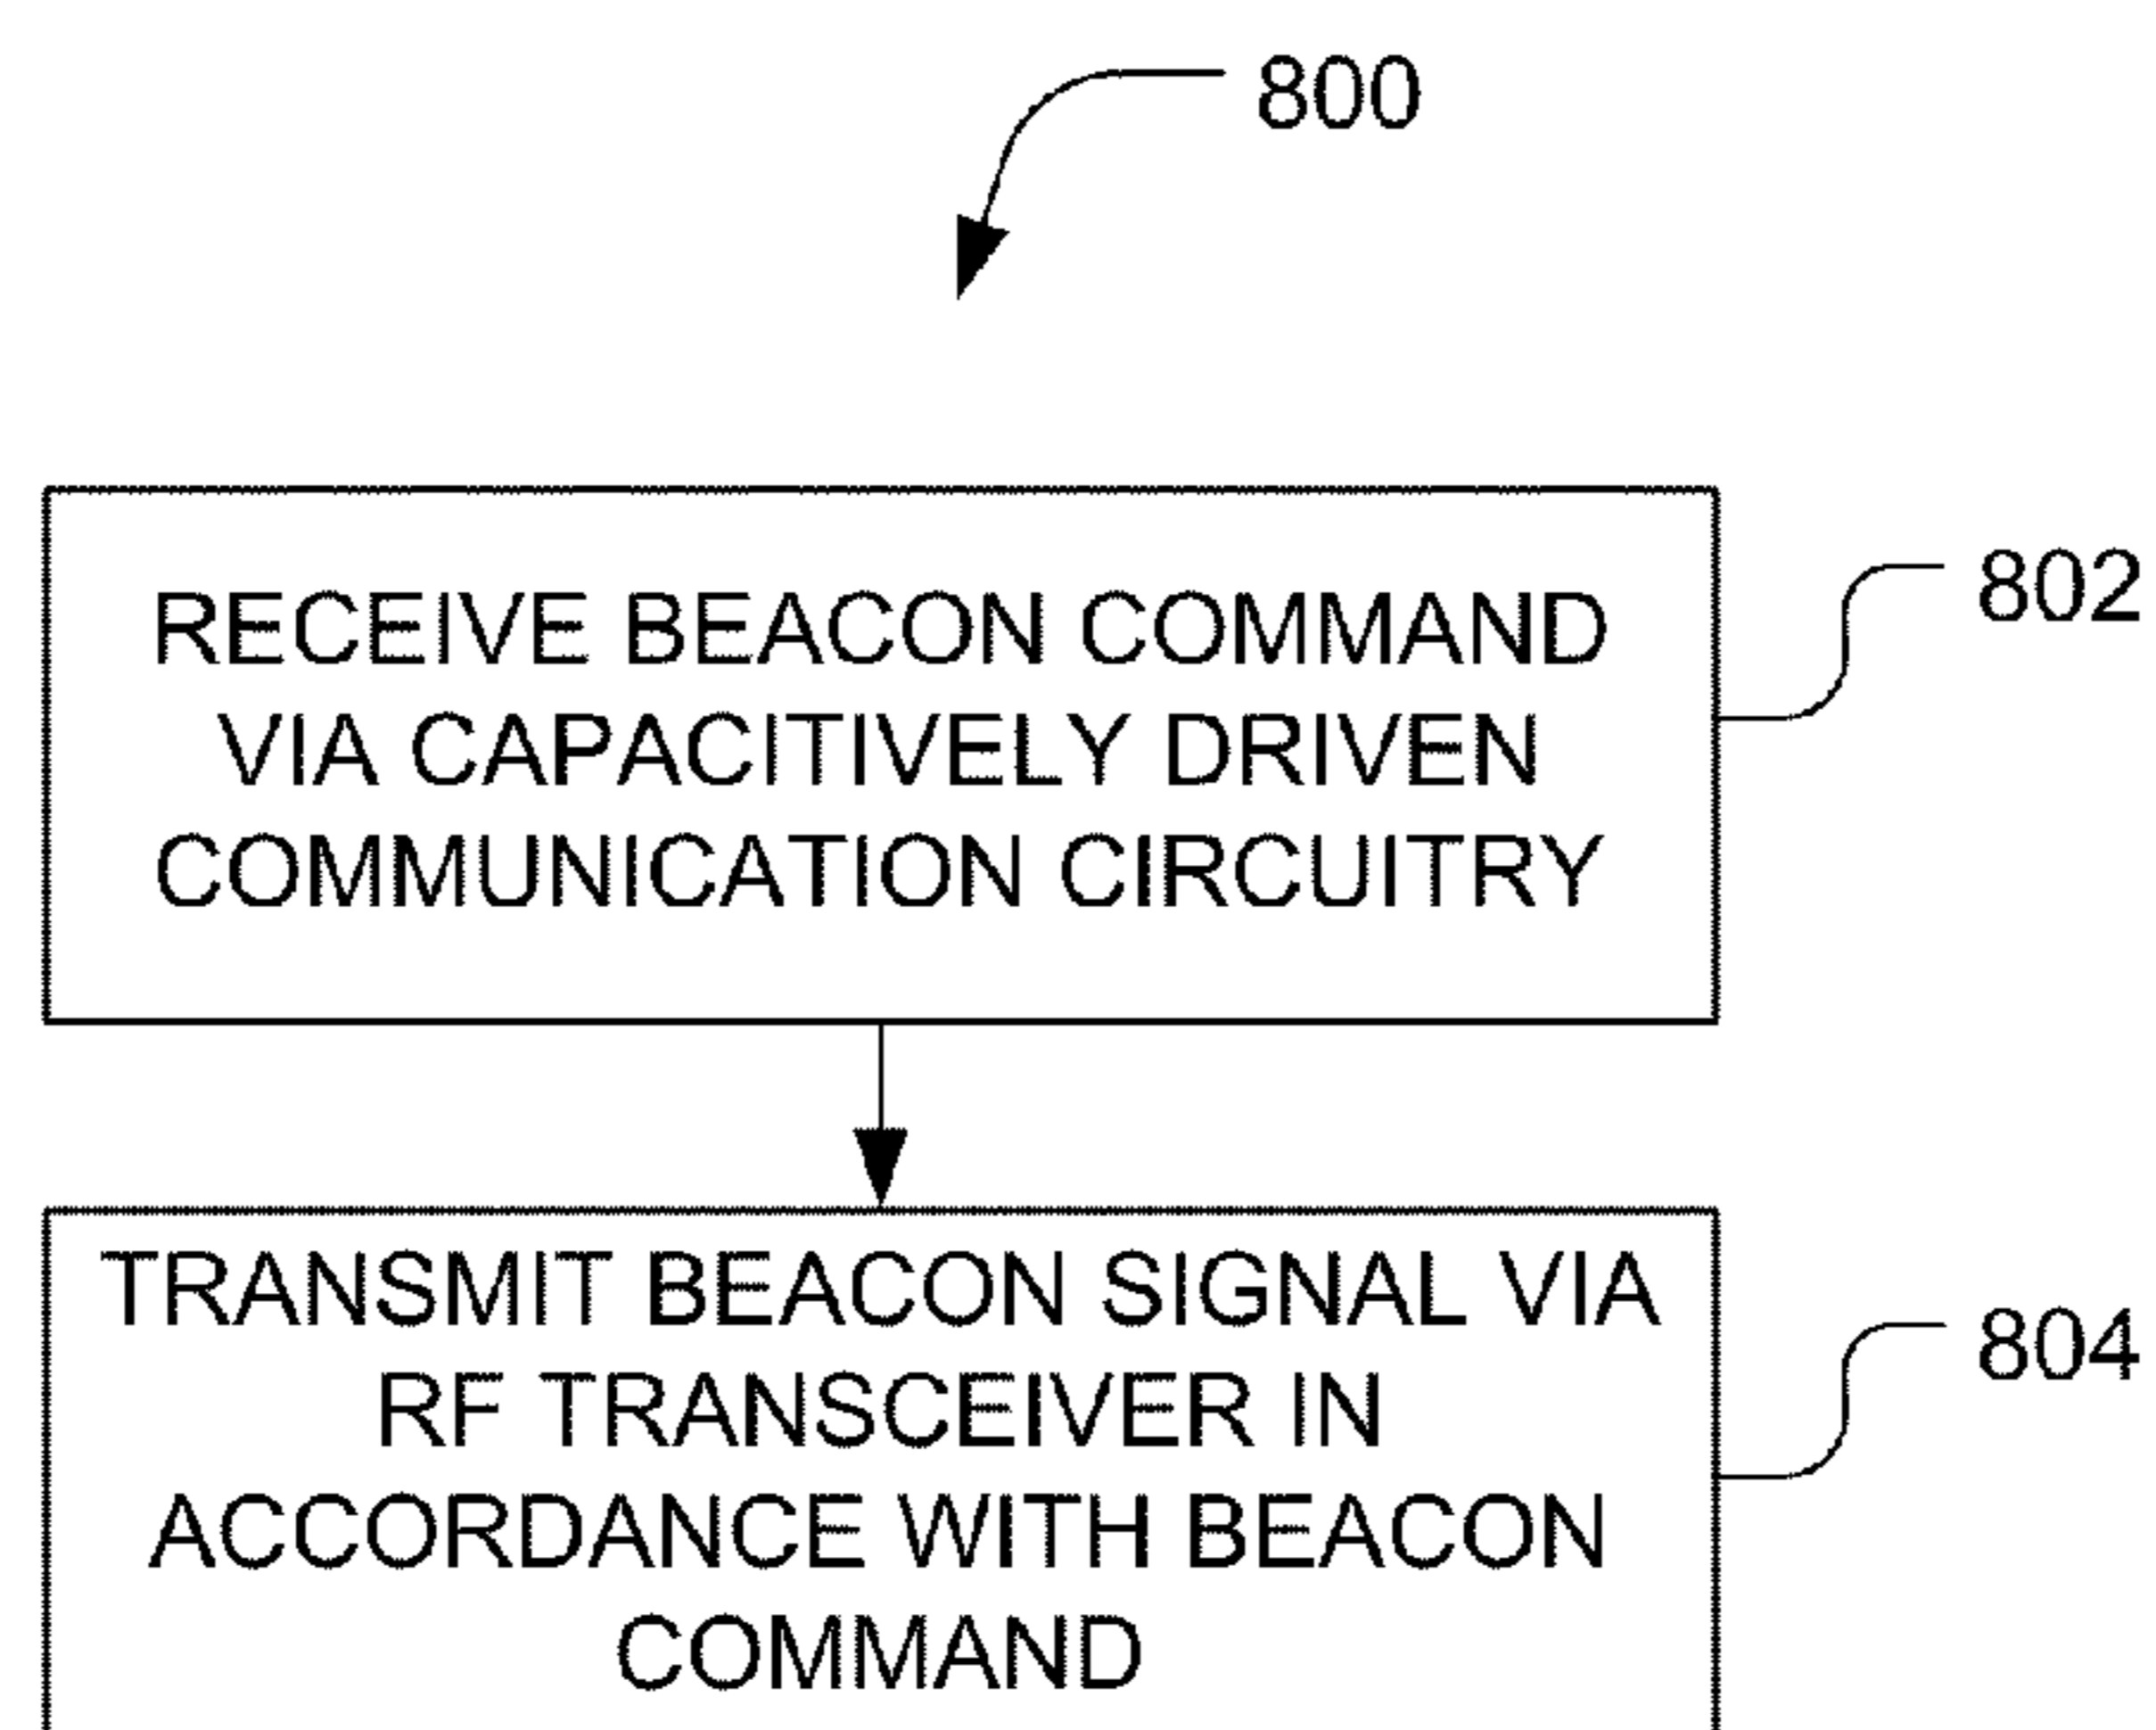 800
RECEIVE BEACON COMMAND
VIA CAPACITIVELY DRIVEN
COMMUNICATION CIRCUITRY
802
TRANSMIT BEACON SIGNAL VIA
RF TRANSCEIVER IN
ACCORDANCE WITH BEACON
COMMAND
804